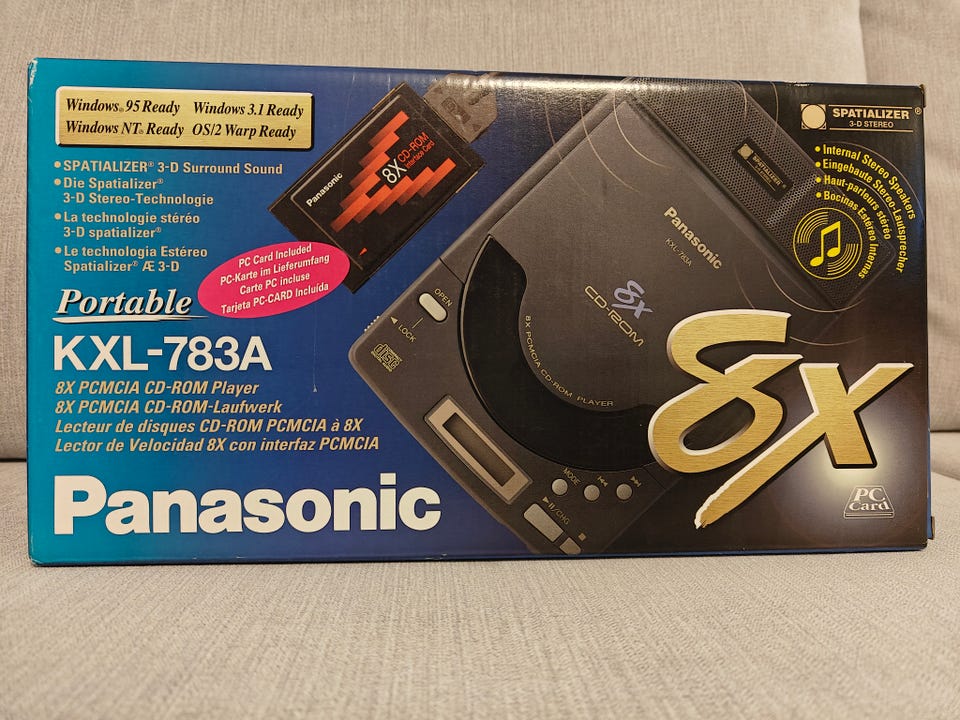 Windows® 95 Ready Windows 3.1 Ready
Windows NT® Ready OS/2 Warp Ready
• SPATIALIZER® 3-D Surround Sound
• Die Spatializer®
3-D Stereo-Technologie
• La technologie stéréo
3-D spatializer®
• Le technologia Estéreo
Spatializer® Æ 3-D
PC Card Included
PC-Karte im Lieferumfang
Carte PC incluse
Tarjeta PC-CARD Incluída
Portable
KXL-783A
8X PCMCIA CD-ROM Player
8X PCMCIA CD-ROM-Laufwerk
Lecteur de disques CD-ROM PCMCIA à 8X
Lector de Velocidad 8X con interfaz PCMCIA
Panasonic
Panasonic
8X CD-ROM
Interface Card
SPATIALIZER®
3-D STEREO
• Internal Stereo Speakers
• Eingebaute Stereo-Lautsprecher
• Haut-parleurs stéréo
• Bocinas Estéreo Internas
SPATIALIZER
Panasonic
KXL-783A
8x
CD-ROM
8X PCMCIA CD-ROM PLAYER
OPEN
◄ LOCK
disc
MODE
I◄◄
►►I
►II/CHG
■
8x
PC
Card